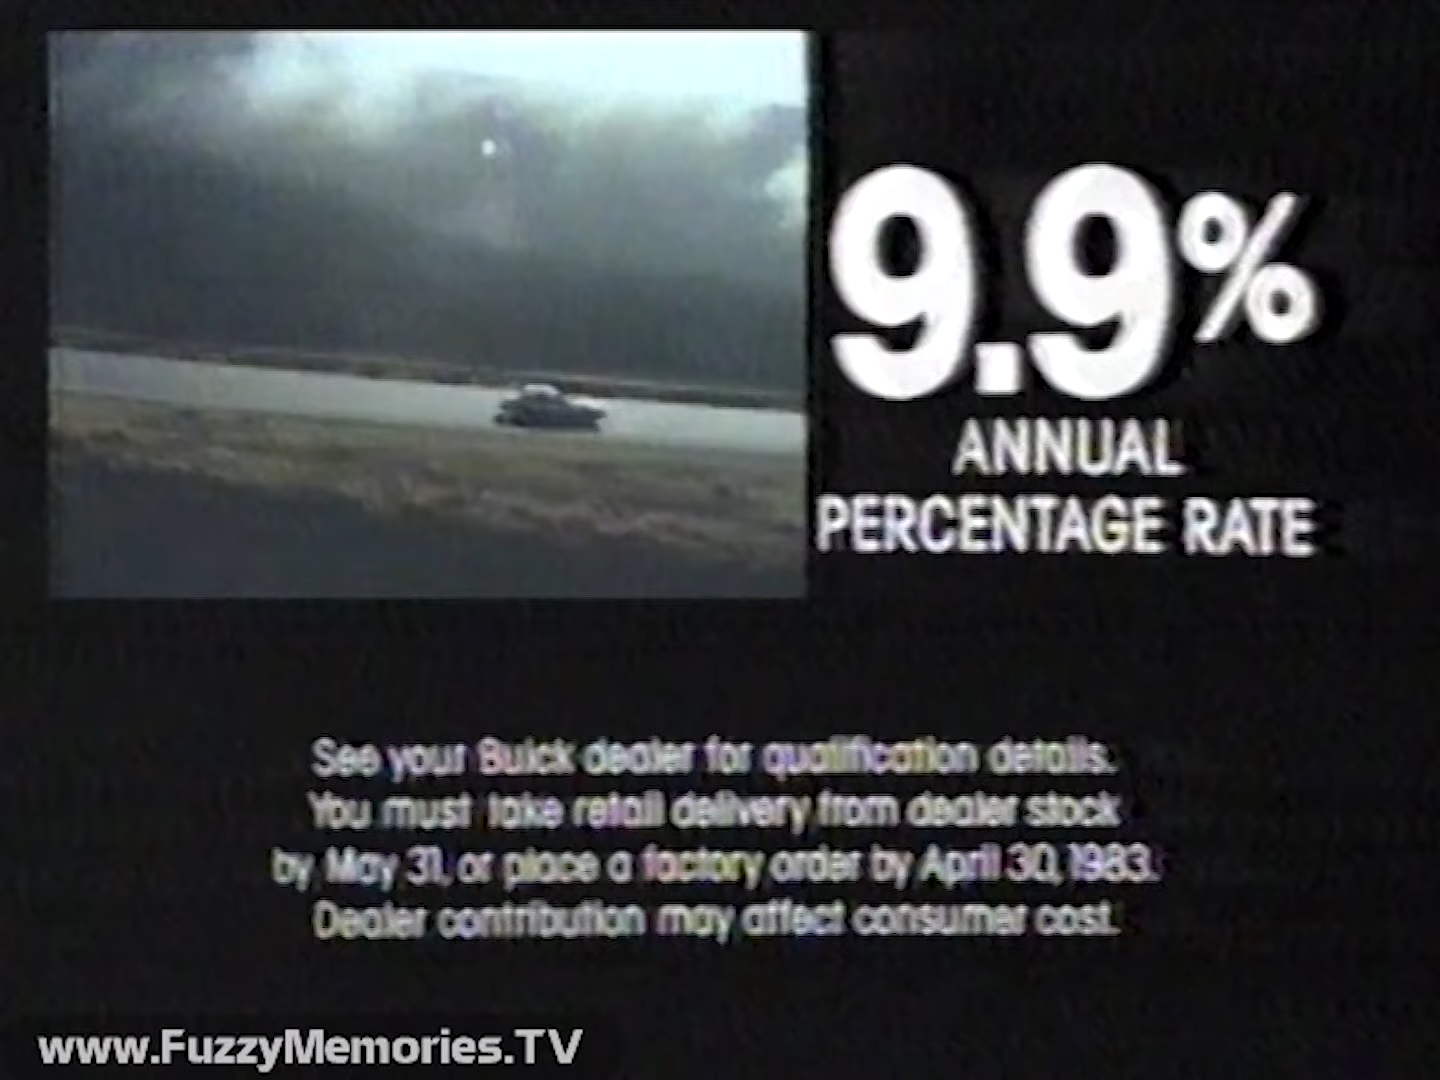 9.9%
ANNUAL
PERCENTAGE RATE
See your Buick dealer for qualification details.
You must take retail delivery from dealer stock
by May 31, or place a factory order by April 30, 1983.
Dealer contribution may affect consumer cost.
www.FuzzyMemories.TV